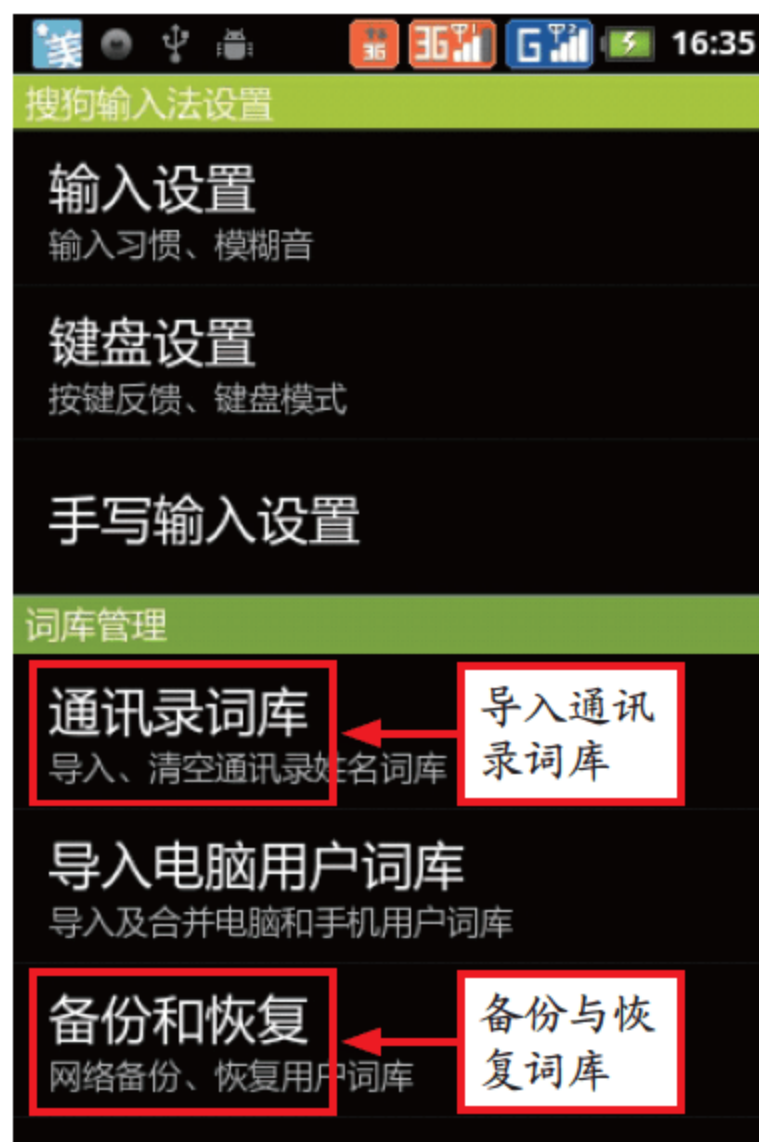 美
3G
3G 1
G 2
16:35
搜狗输入法设置
输入设置
输入习惯、模糊音
键盘设置
按键反馈、键盘模式
手写输入设置
词库管理
通讯录词库
导入、清空通讯录姓名词库
导入通讯
录词库
导入电脑用户词库
导入及合并电脑和手机用户词库
备份和恢复
网络备份、恢复用户词库
备份与恢
复词库